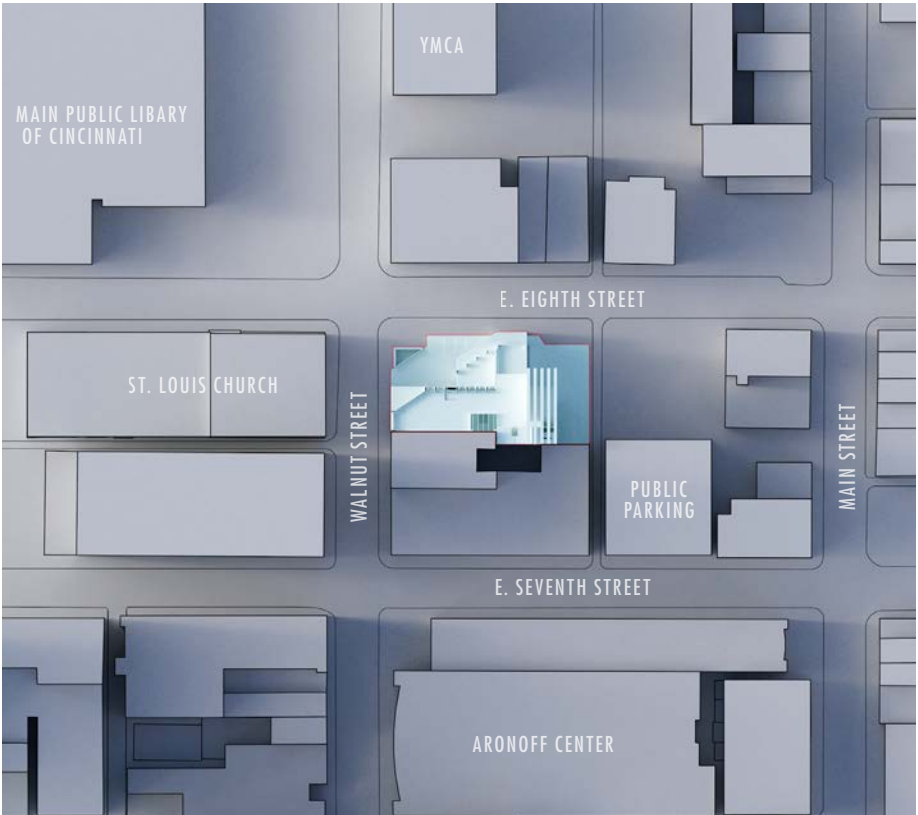 YMCA
MAIN PUBLIC LIBARY
OF CINCINNATI
E. EIGHTH STREET
ST. LOUIS CHURCH
WALNUT STREET
MAIN STREET
PUBLIC
PARKING
E. SEVENTH STREET
ARONOFF CENTER